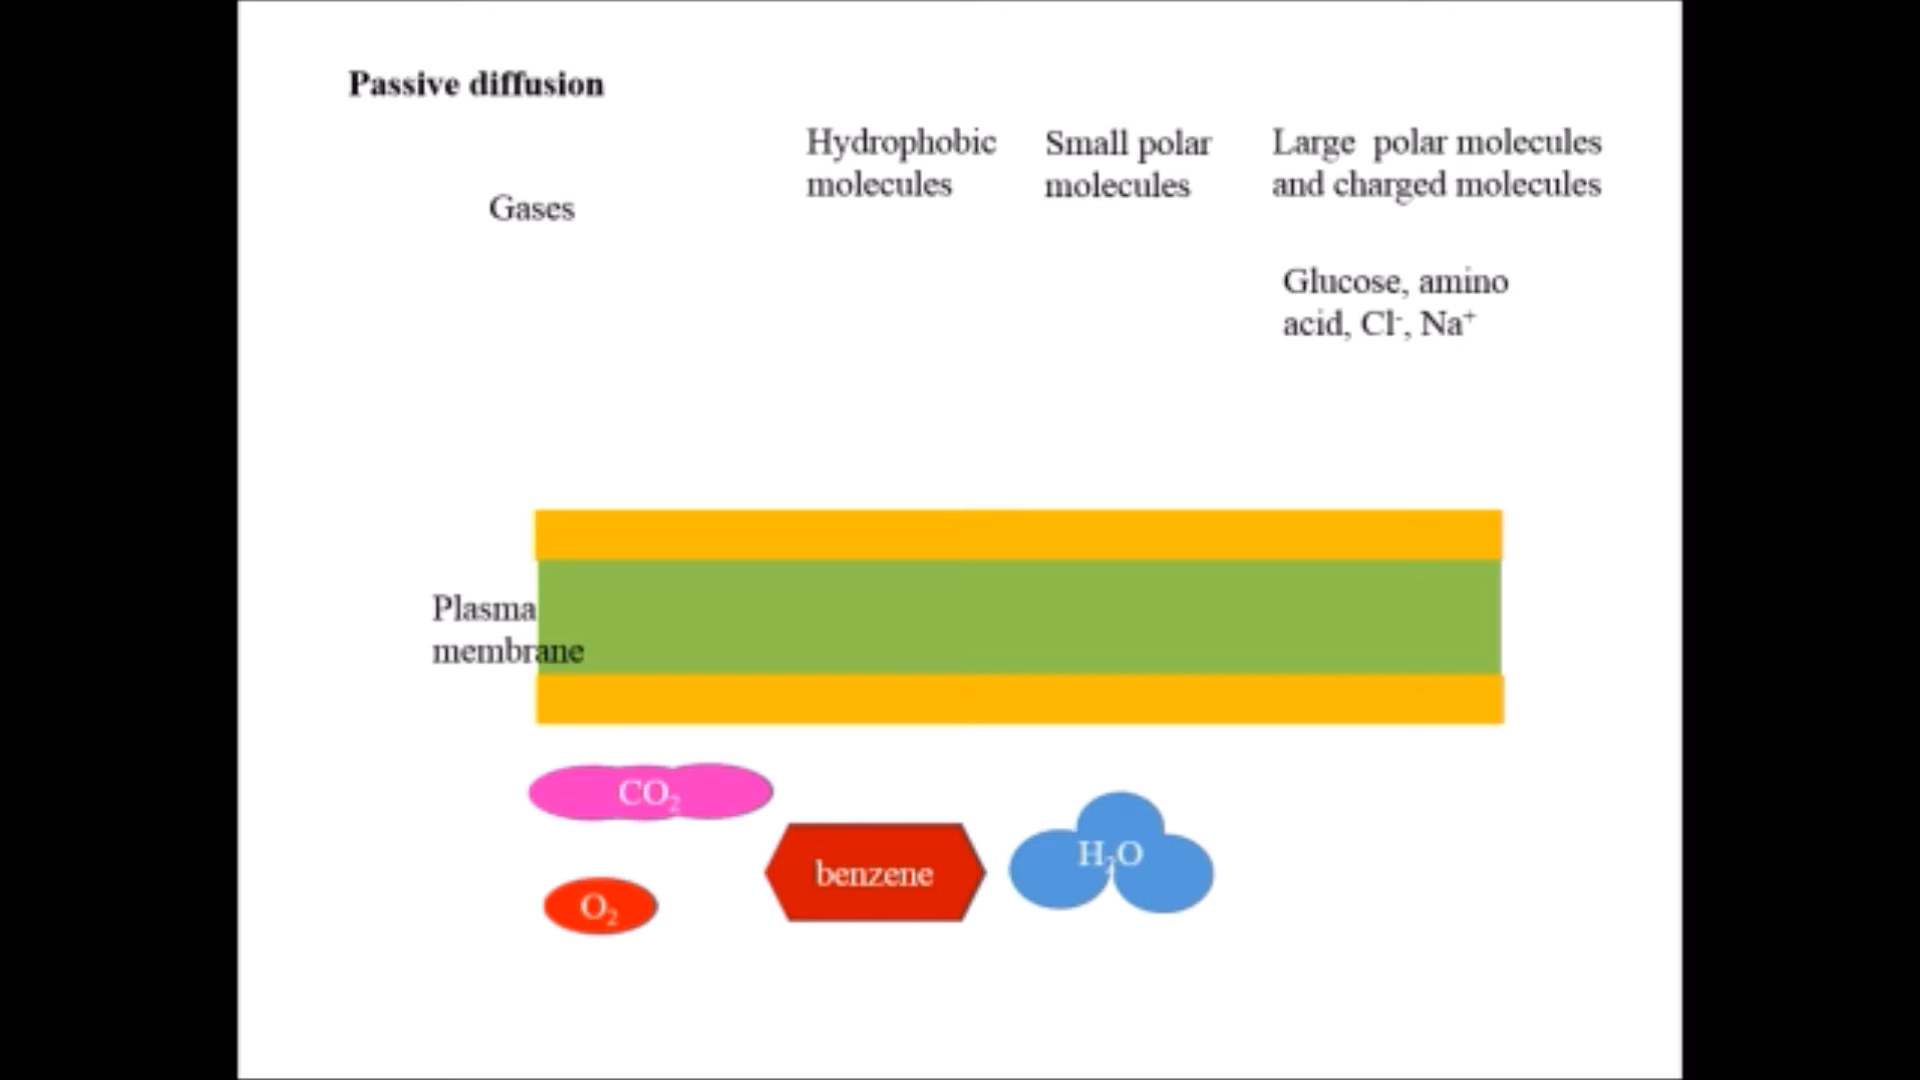 Passive diffusion
Gases
Hydrophobic
molecules
Small polar
molecules
Large polar molecules
and charged molecules
Glucose, amino
acid, Cl⁻, Na⁺
Plasma
membrane
CO₂
O₂
benzene
H₂O